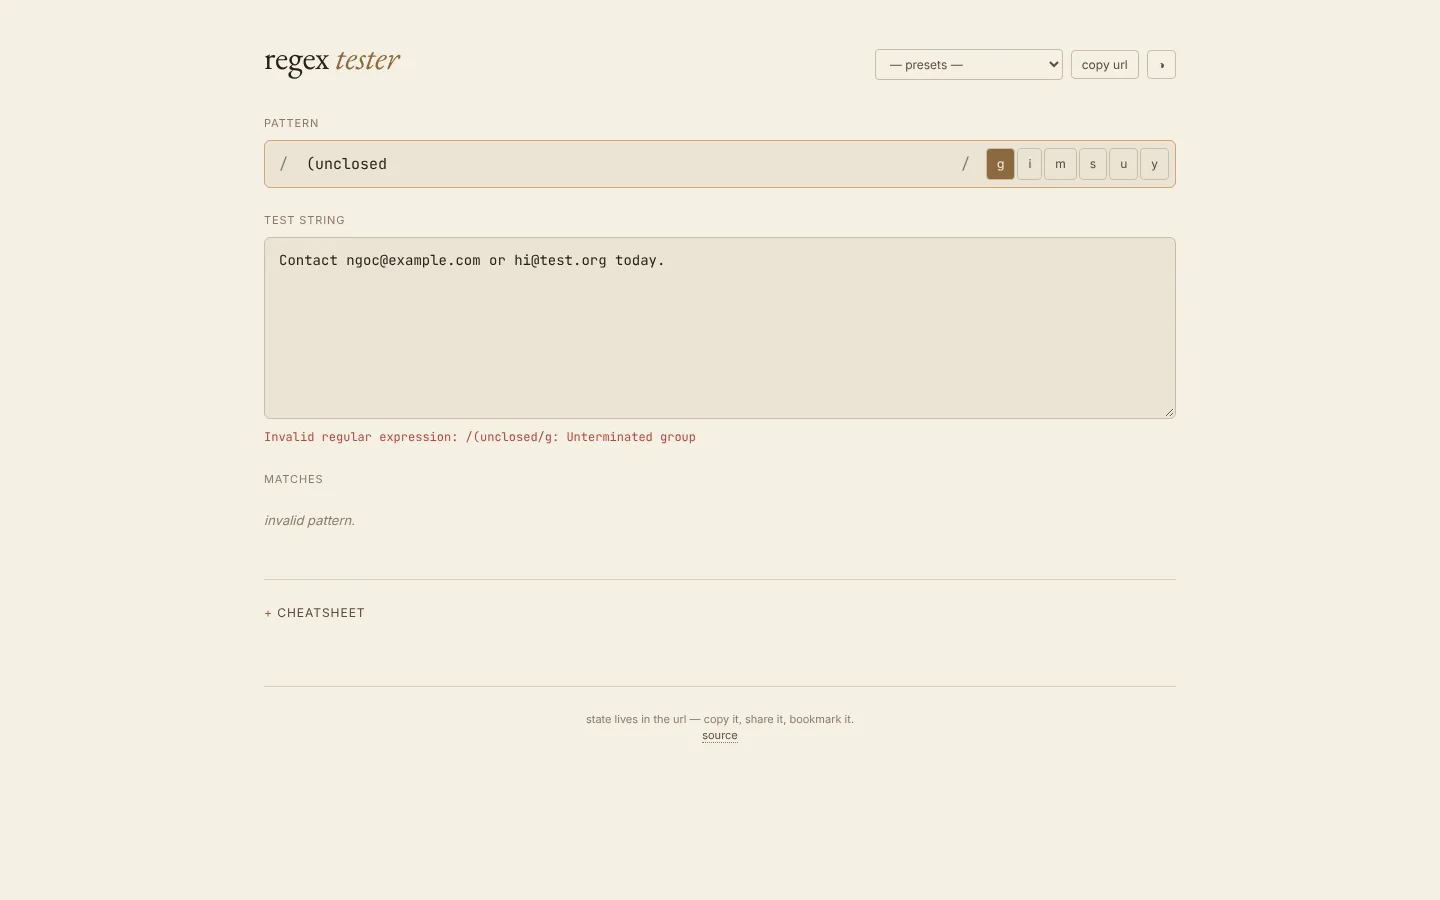 regex tester
— presets —
copy url
PATTERN
/ (unclosed / g i m s u y
TEST STRING
Contact ngoc@example.com or hi@test.org today.
Invalid regular expression: /(unclosed/g: Unterminated group
MATCHES
invalid pattern.
+ CHEATSHEET
state lives in the url — copy it, share it, bookmark it.
source